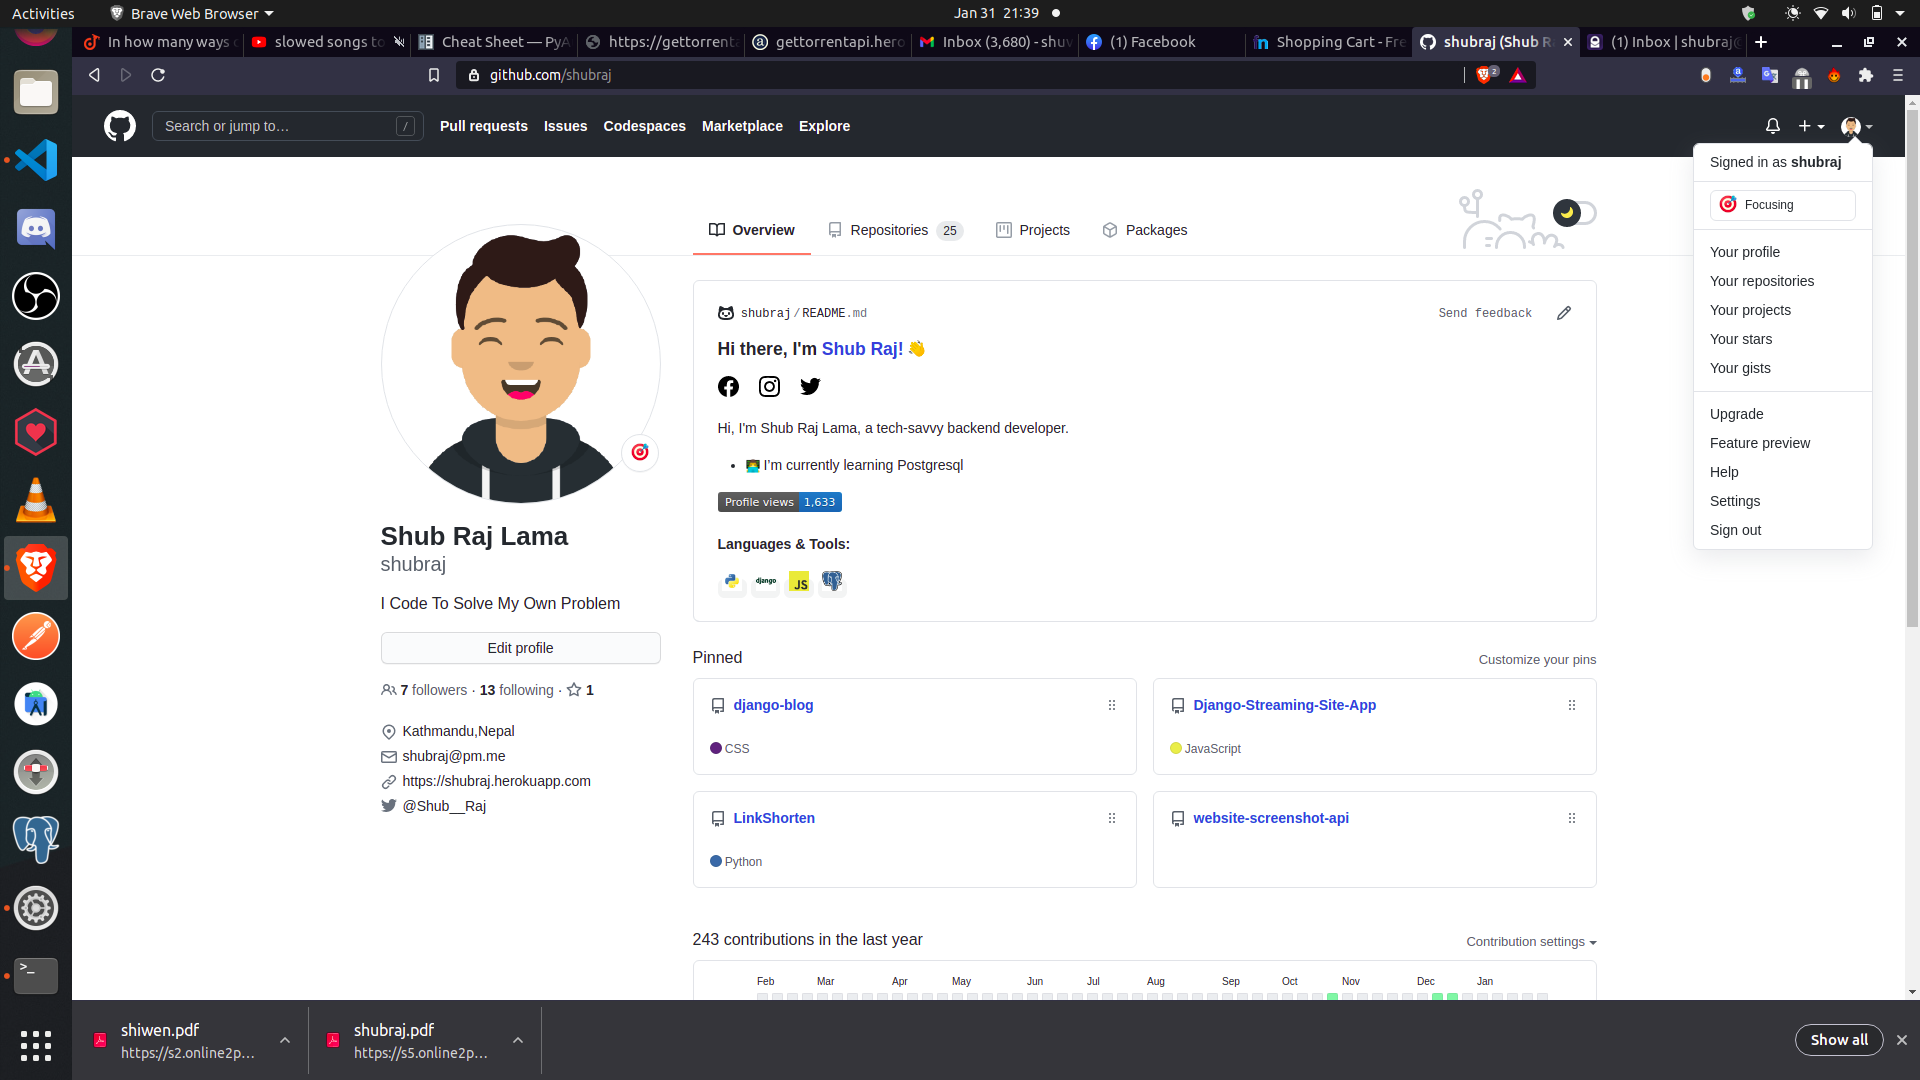 Activities
Brave Web Browser
Jan 31 21:39
In how many ways
slowed songs to
Cheat Sheet — PyA
https://gettorrenta
gettorrentapi.hero
Inbox (3,680) - shuv
(1) Facebook
Shopping Cart - Fre
shubraj (Shub R
(1) Inbox | shubraj@
github.com/shubraj
2
Search or jump to…
/
Pull requests
Issues
Codespaces
Marketplace
Explore
Signed in as shubraj
Focusing
Your profile
Your repositories
Your projects
Your stars
Your gists
Upgrade
Feature preview
Help
Settings
Sign out
Overview
Repositories 25
Projects
Packages
shubraj/README.md
Send feedback
Hi there, I'm Shub Raj! 👋
Hi, I'm Shub Raj Lama, a tech-savvy backend developer.
• 👨‍💻 I'm currently learning Postgresql
Profile views 1,633
Languages & Tools:
django
JS
Shub Raj Lama
shubraj
I Code To Solve My Own Problem
Edit profile
7 followers · 13 following · 1
Kathmandu,Nepal
shubraj@pm.me
https://shubraj.herokuapp.com
@Shub__Raj
Pinned
Customize your pins
django-blog
CSS
Django-Streaming-Site-App
JavaScript
LinkShorten
Python
website-screenshot-api
243 contributions in the last year
Contribution settings
Feb Mar Apr May Jun Jul Aug Sep Oct Nov Dec Jan
shiwen.pdf
https://s2.online2p…
shubraj.pdf
https://s5.online2p…
Show all